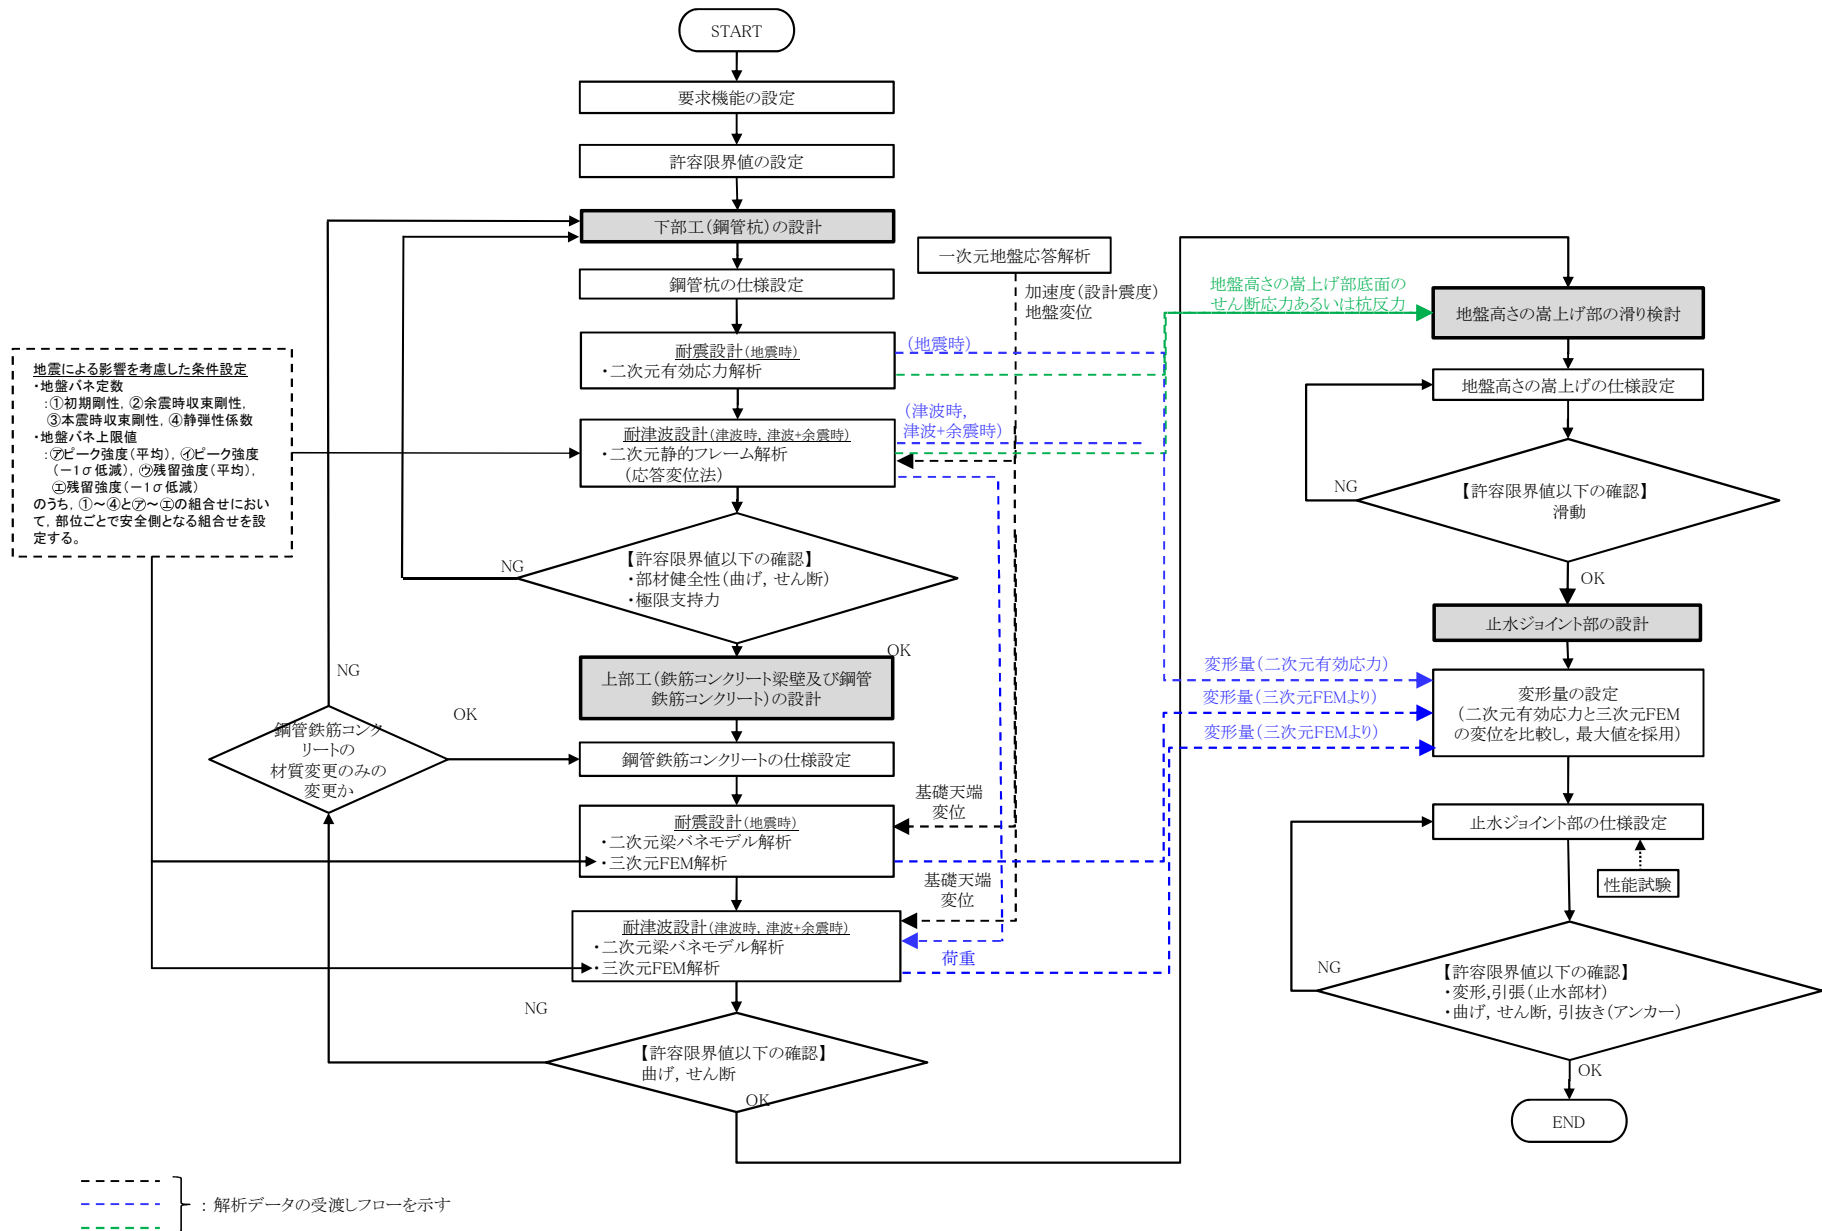 START
要求機能の設定
許容限界値の設定
下部工(鋼管杭)の設計
鋼管杭の仕様設定
耐震設計(地震時)
・二次元有効応力解析
耐津波設計(津波時, 津波+余震時)
・二次元静的フレーム解析
(応答変位法)
【許容限界値以下の確認】
・部材健全性(曲げ, せん断)
・極限支持力
NG
OK
上部工(鉄筋コンクリート梁壁及び鋼管
鉄筋コンクリート)の設計
鋼管鉄筋コンクリートの仕様設定
耐震設計(地震時)
・二次元梁バネモデル解析
・三次元FEM解析
耐津波設計(津波時, 津波+余震時)
・二次元梁バネモデル解析
・三次元FEM解析
【許容限界値以下の確認】
曲げ, せん断
NG
OK
鋼管鉄筋コンク
リートの
材質変更のみの
変更か
NG
OK
地震による影響を考慮した条件設定
・地盤バネ定数
:①初期剛性, ②余震時収束剛性,
③本震時収束剛性, ④静弾性係数
・地盤バネ上限値
:㋐ピーク強度(平均), ㋑ピーク強度
(-1σ低減), ㋒残留強度(平均),
㋓残留強度(-1σ低減)
のうち, ①~④と㋐~㋓の組合せにおい
て, 部位ごとで安全側となる組合せを設
定する。
一次元地盤応答解析
加速度(設計震度)
地盤変位
(地震時)
(津波時,
津波+余震時)
基礎天端
変位
基礎天端
変位
荷重
地盤高さの嵩上げ部底面の
せん断応力あるいは杭反力
変形量(二次元有効応力)
変形量(三次元FEMより)
変形量(三次元FEMより)
地盤高さの嵩上げ部の滑り検討
地盤高さの嵩上げの仕様設定
【許容限界値以下の確認】
滑動
NG
OK
止水ジョイント部の設計
変形量の設定
(二次元有効応力と三次元FEM
の変位を比較し, 最大値を採用)
止水ジョイント部の仕様設定
性能試験
【許容限界値以下の確認】
・変形,引張(止水部材)
・曲げ, せん断, 引抜き(アンカー)
NG
OK
END
: 解析データの受渡しフローを示す